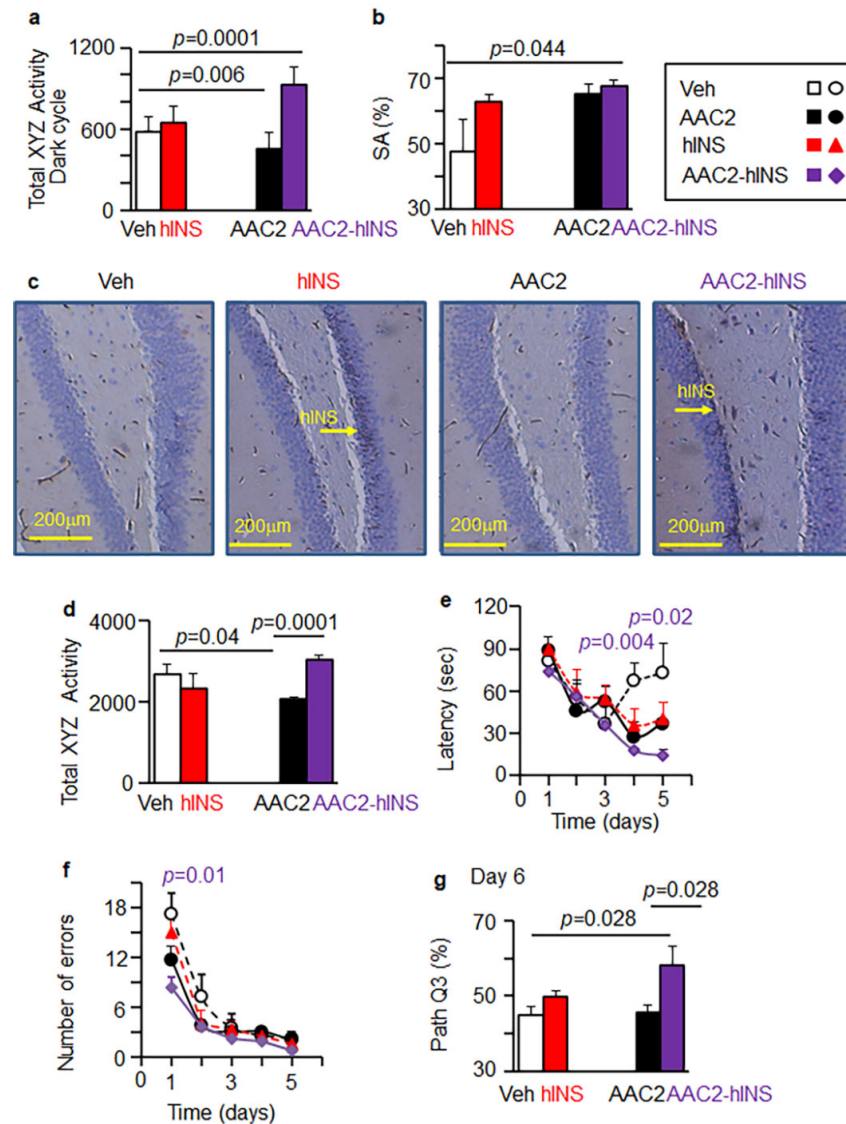 a
Total XYZ Activity
Dark cycle
1200
600
0
p=0.0001
p=0.006
Veh hINS AAC2 AAC2-hINS
b
SA (%)
70
50
30
p=0.044
Veh hINS AAC2 AAC2-hINS
Veh
AAC2
hINS
AAC2-hINS
c
Veh hINS AAC2 AAC2-hINS
hINS
hINS
200µm 200µm 200µm 200µm
d
Total XYZ Activity
4000
2000
0
p=0.04 p=0.0001
Veh hINS AAC2 AAC2-hINS
e
Latency (sec)
120
90
60
30
0
p=0.02
p=0.004
0 1 3 5
Time (days)
f
Number of errors
18
12
6
0
p=0.01
0 1 3 5
Time (days)
g Day 6
Path Q3 (%)
70
50
30
p=0.028
p=0.028
Veh hINS AAC2 AAC2-hINS